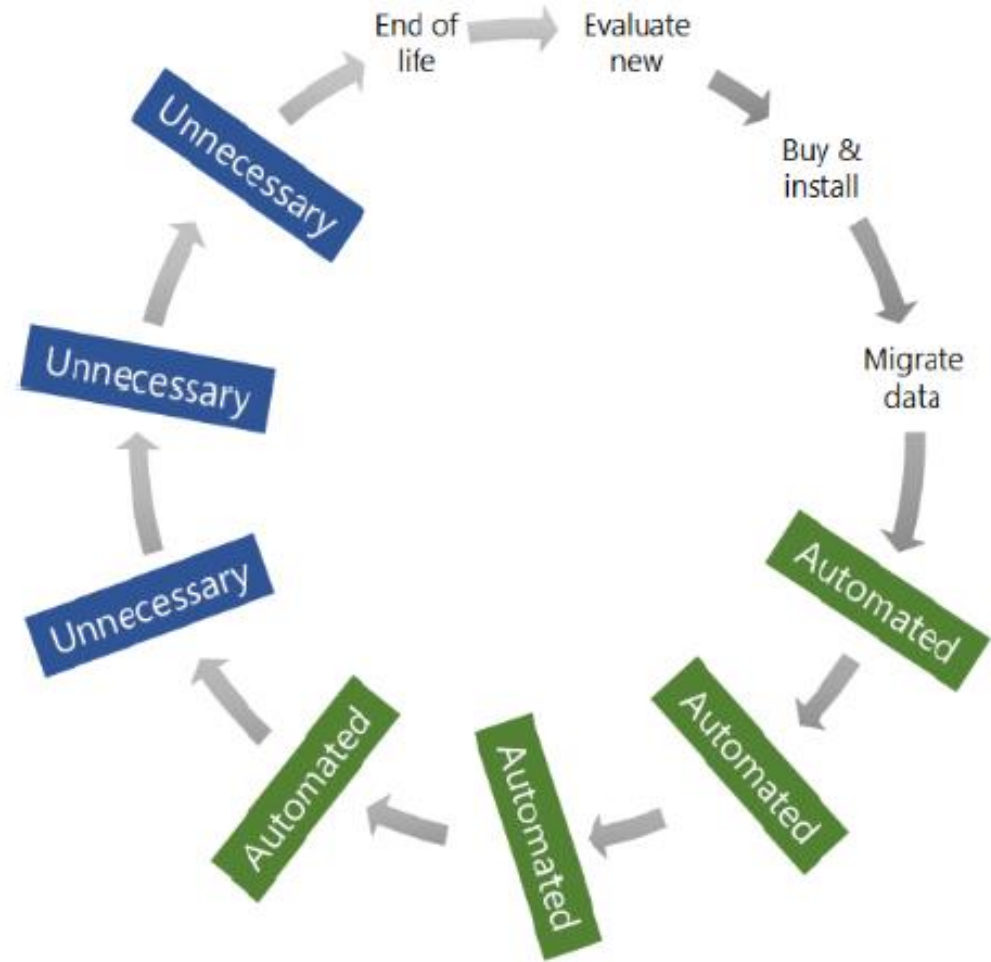 End of
life
Evaluate
new
Buy &
install
Migrate
data
Automated
Automated
Automated
Automated
Unnecessary
Unnecessary
Unnecessary